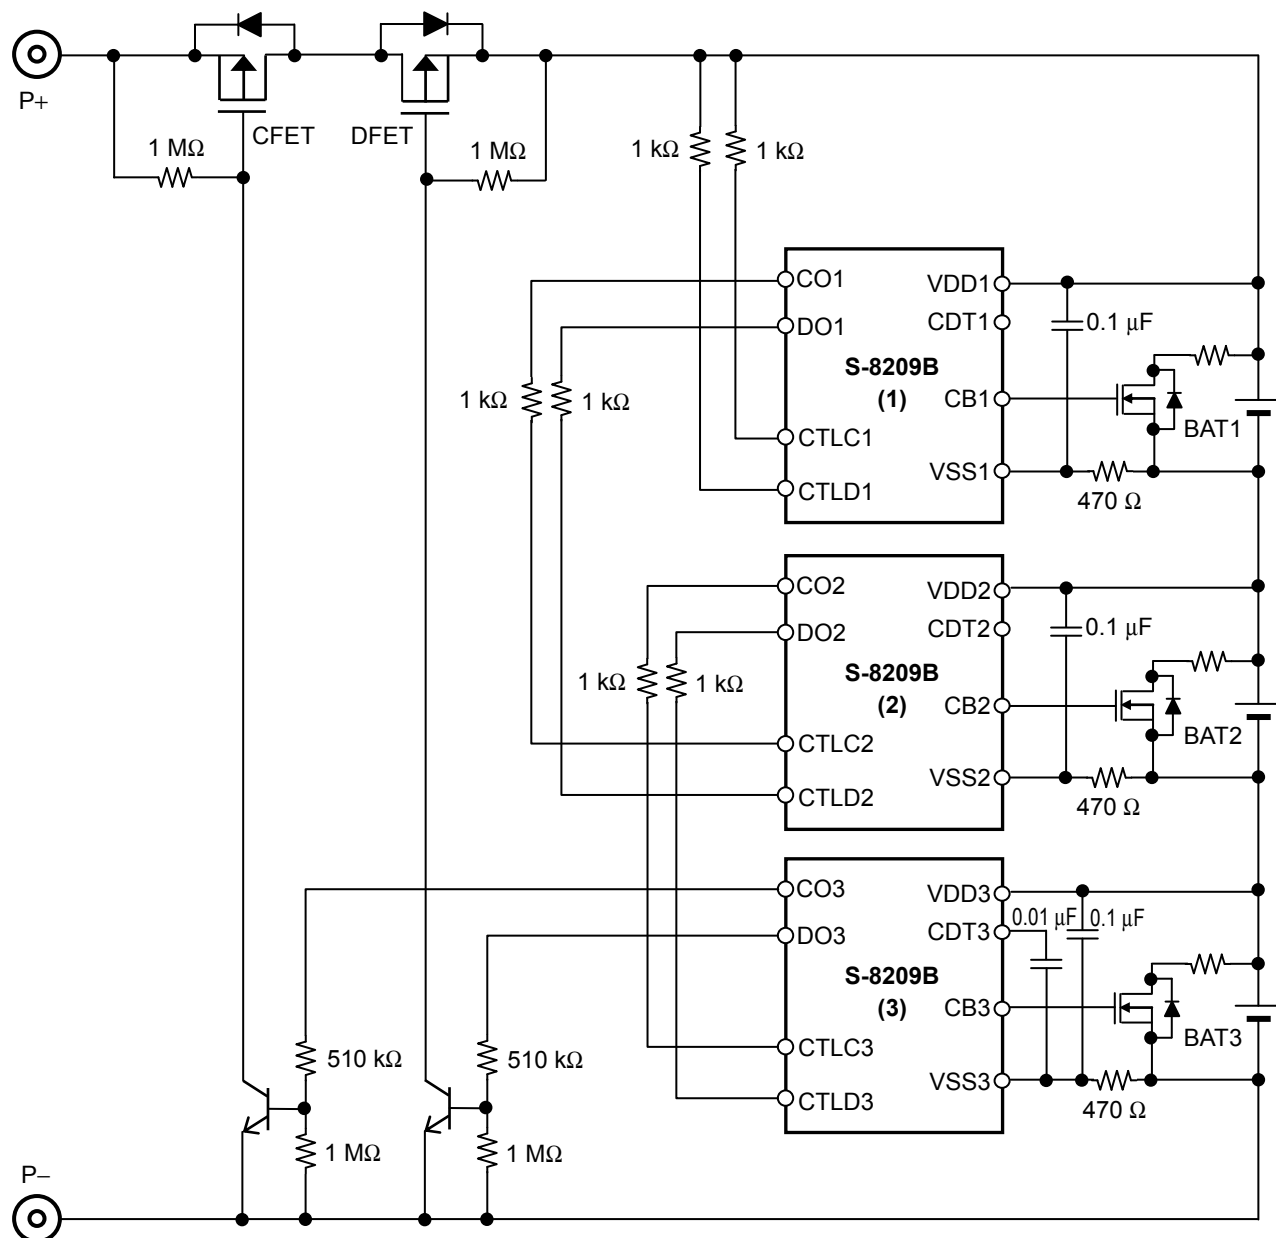 P+
CFET
DFET
1 MΩ
1 MΩ
1 kΩ
1 kΩ
CO1
DO1
S-8209B
(1)
CTLC1
CTLD1
VDD1
CDT1
CB1
VSS1
0.1 μF
BAT1
470 Ω
1 kΩ
1 kΩ
CO2
DO2
S-8209B
(2)
CTLC2
CTLD2
VDD2
CDT2
CB2
VSS2
0.1 μF
BAT2
470 Ω
1 kΩ
1 kΩ
CO3
DO3
S-8209B
(3)
CTLC3
CTLD3
VDD3
CDT3
CB3
VSS3
0.01 μF
0.1 μF
BAT3
470 Ω
510 kΩ
510 kΩ
1 MΩ
1 MΩ
P−